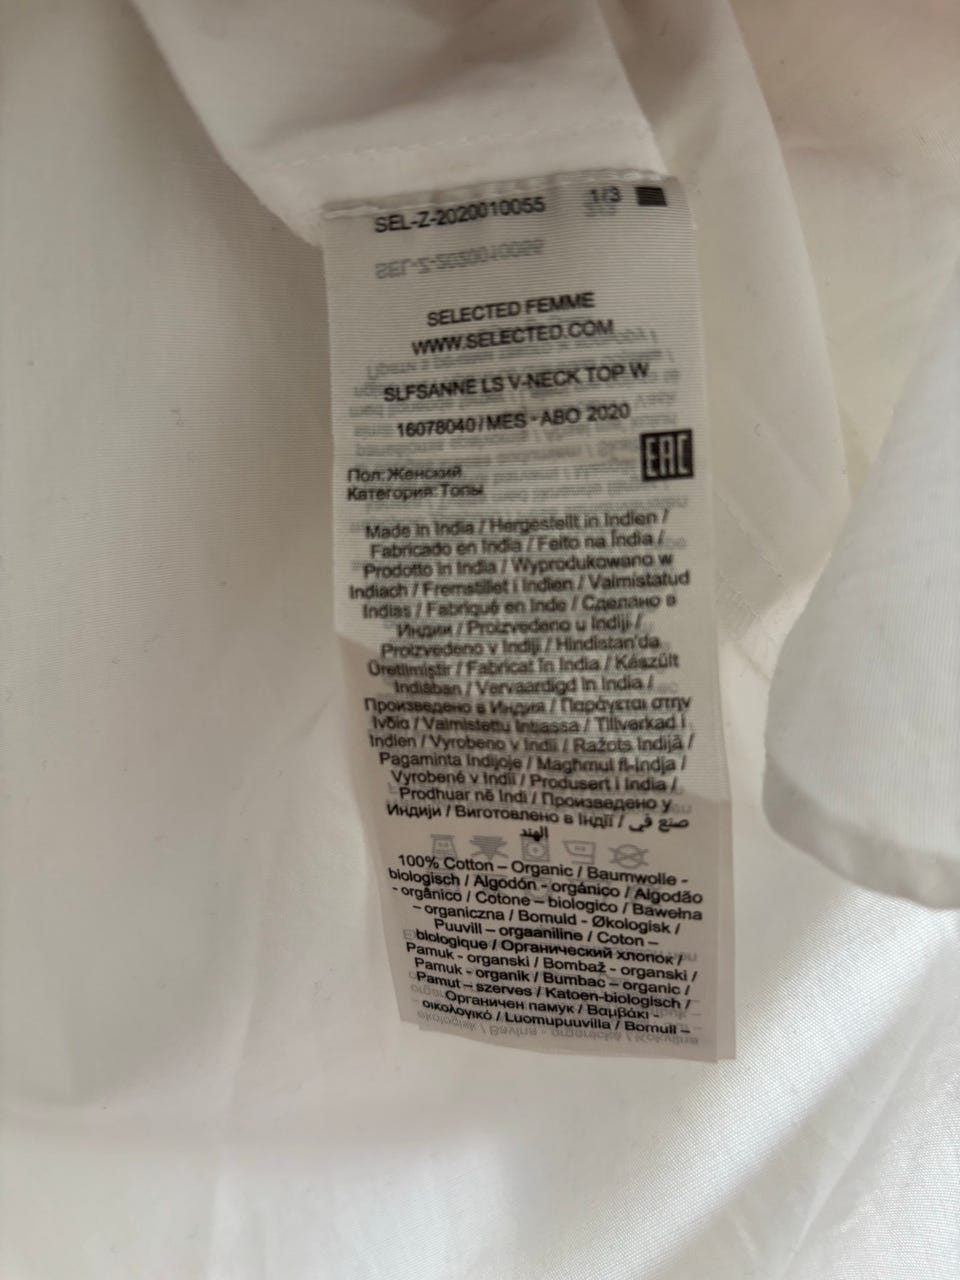 SEL-Z-2020010055 1/3
SELECTED FEMME
WWW.SELECTED.COM
SLFSANNE LS V-NECK TOP W
16078040 / MES - ABO 2020
EAC
Пол: Женский
Категория: Топы
Made in India / Hergestellt in Indien /
Fabricado en India / Feito na Índia /
Prodotto in India / Wyprodukowano w
Indiach / Fremstillet i Indien / Valmistatud
Indias / Fabriqué en Inde / Сделано в
Индии / Proizvedeno u Indiji /
Proizvedeno v Indiji / Hindistan'da
Üretilmiştir / Fabricat în India / Készült
Indiában / Vervaardigd in India /
Произведено в Индия / Παράγεται στην
Ινδία / Valmistettu Intiassa / Tillverkad i
Indien / Vyrobeno v Indii / Ražots Indijā /
Pagaminta Indijoje / Magħmul fl-Indja /
Vyrobené v Indii / Produsert i India /
Prodhuar në Indi / Произведено у
Индији / Виготовлено в Індії / صنع في
الهند
100% Cotton – Organic / Baumwolle -
biologisch / Algodón - orgánico / Algodão
- orgânico / Cotone – biologico / Bawełna
– organiczna / Bomuld - Økologisk /
Puuvill – orgaaniline / Coton –
biologique / Органический хлопок /
Pamuk - organski / Bombaž - organski /
Pamuk - organik / Bumbac – organic /
Pamut – szerves / Katoen-biologisch /
Органичен памук / Βαμβάκι -
οικολογικό / Luomupuuvilla / Bomull –